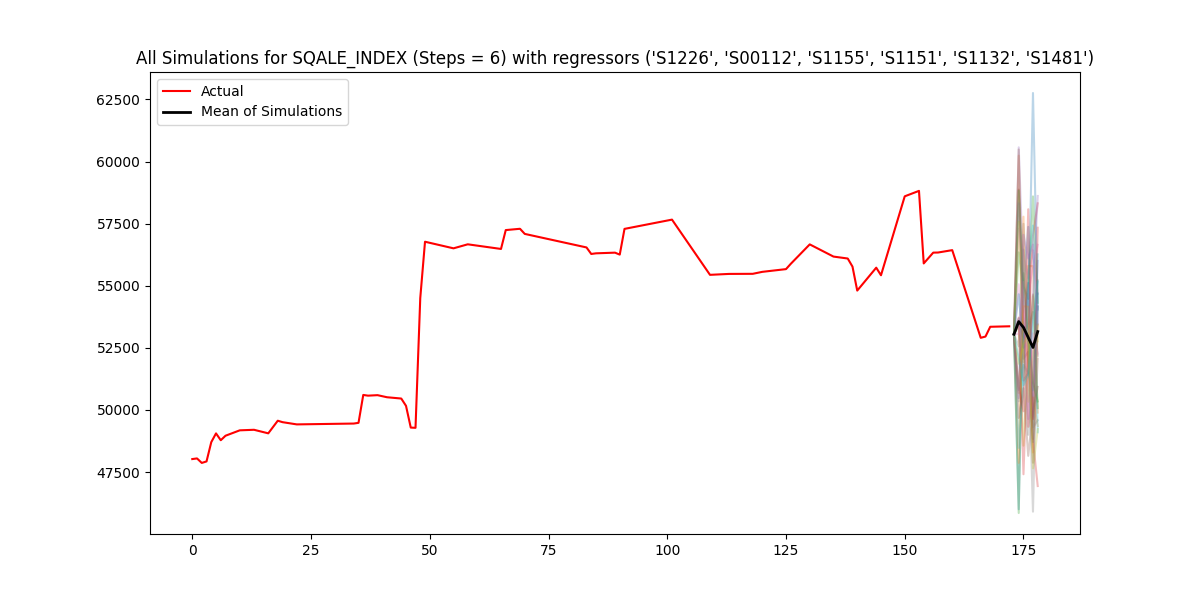 All Simulations for SQALE_INDEX (Steps = 6) with regressors ('S1226', 'S00112', 'S1155', 'S1151', 'S1132', 'S1481')
Actual
Mean of Simulations
62500
60000
57500
55000
52500
50000
47500
0 25 50 75 100 125 150 175